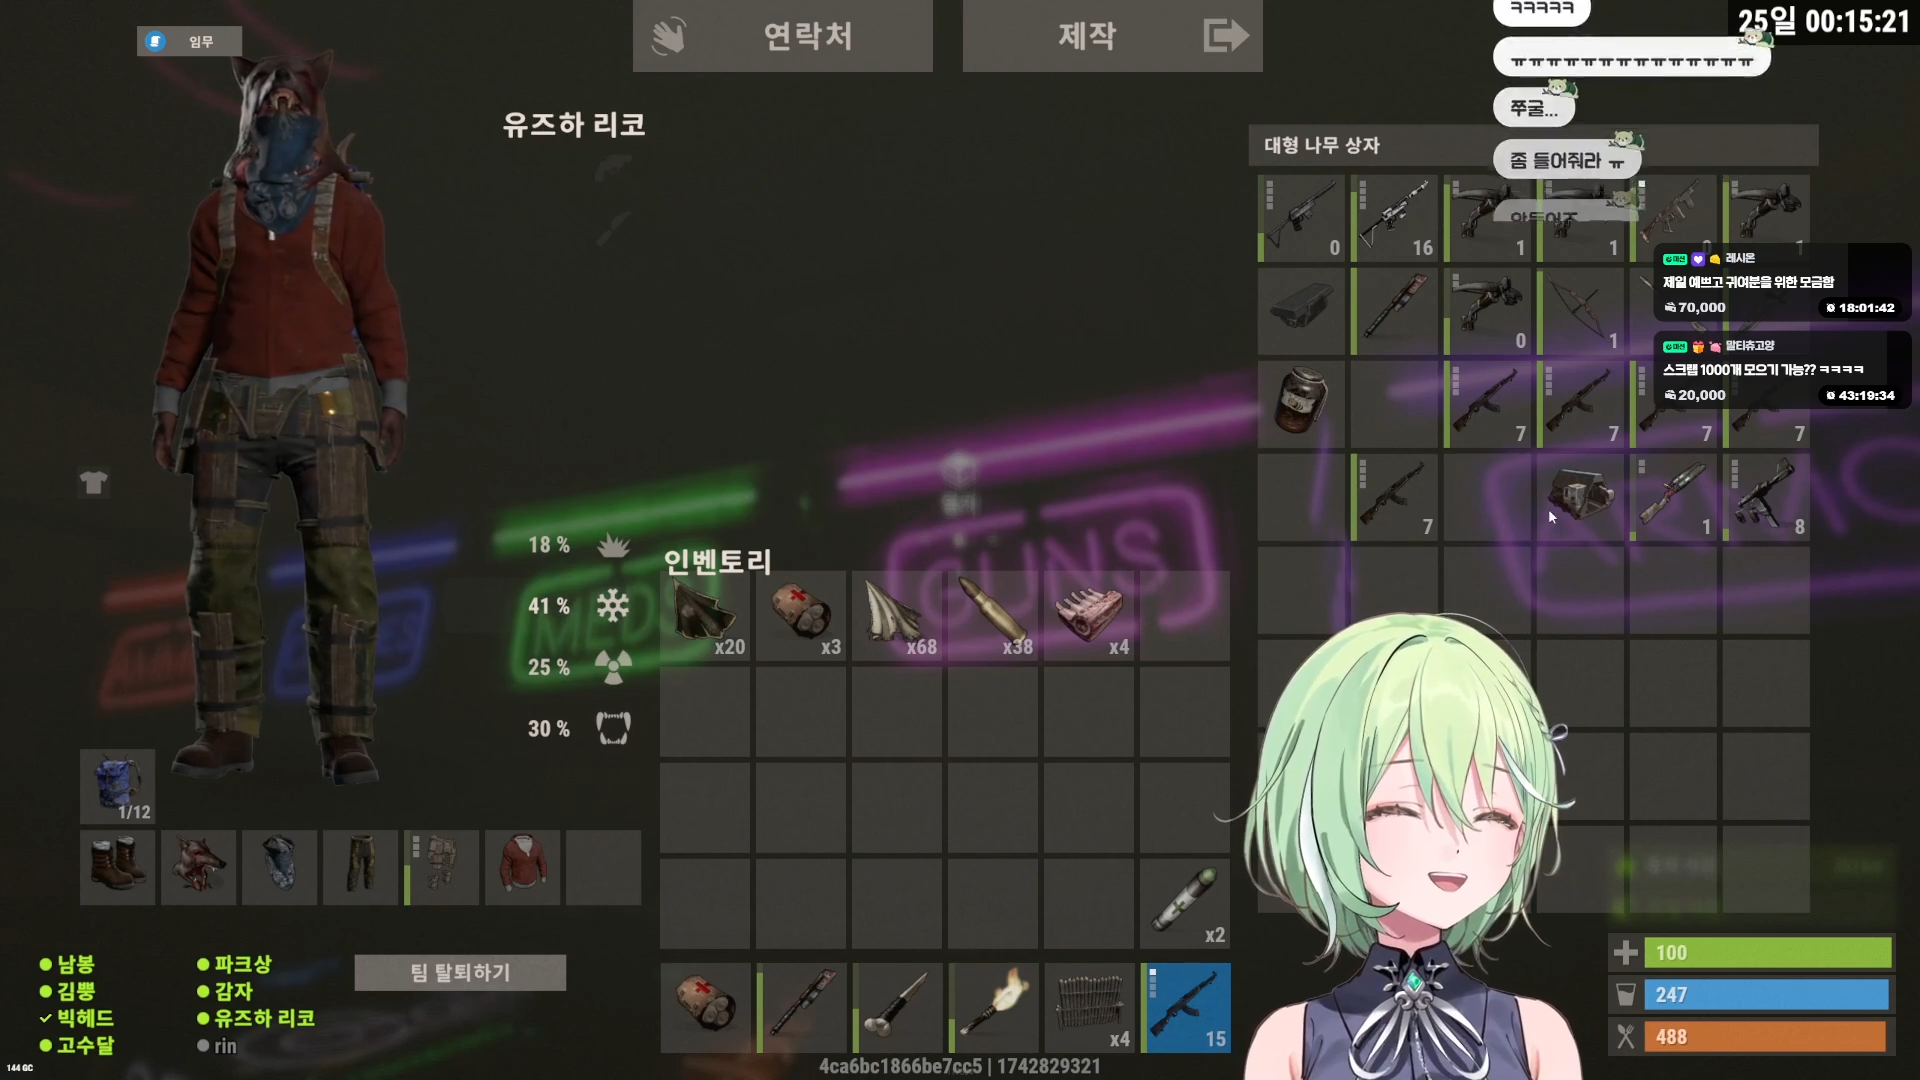 임무
연락처
제작
25일 00:15:21
ㅋㅋㅋㅋㅋ
ㅠㅠㅠㅠㅠㅠㅠㅠㅠㅠㅠㅠㅠㅠ
쭈굴...
좀 들어줘라 ㅠ
유즈하 리코
대형 나무 상자
0
16
1
1
1
레시온
제일 예쁘고 귀여분을 위한 모금함
70,000
18:01:42
0
1
말티츄고양
스크랩 1000개 모으기 가능?? ㅋㅋㅋㅋ
20,000
43:19:34
7
7
7
7
7
1
8
18 %
41 %
25 %
30 %
MEDS
GUNS
인벤토리
x20
x3
x68
x38
x4
x2
1/12
남봉
김뿡
빅헤드
고수달
파크상
감자
유즈하 리코
rin
팀 탈퇴하기
x4
15
100
247
488
4ca6bc1866be7cc5 | 1742829321
144 GC